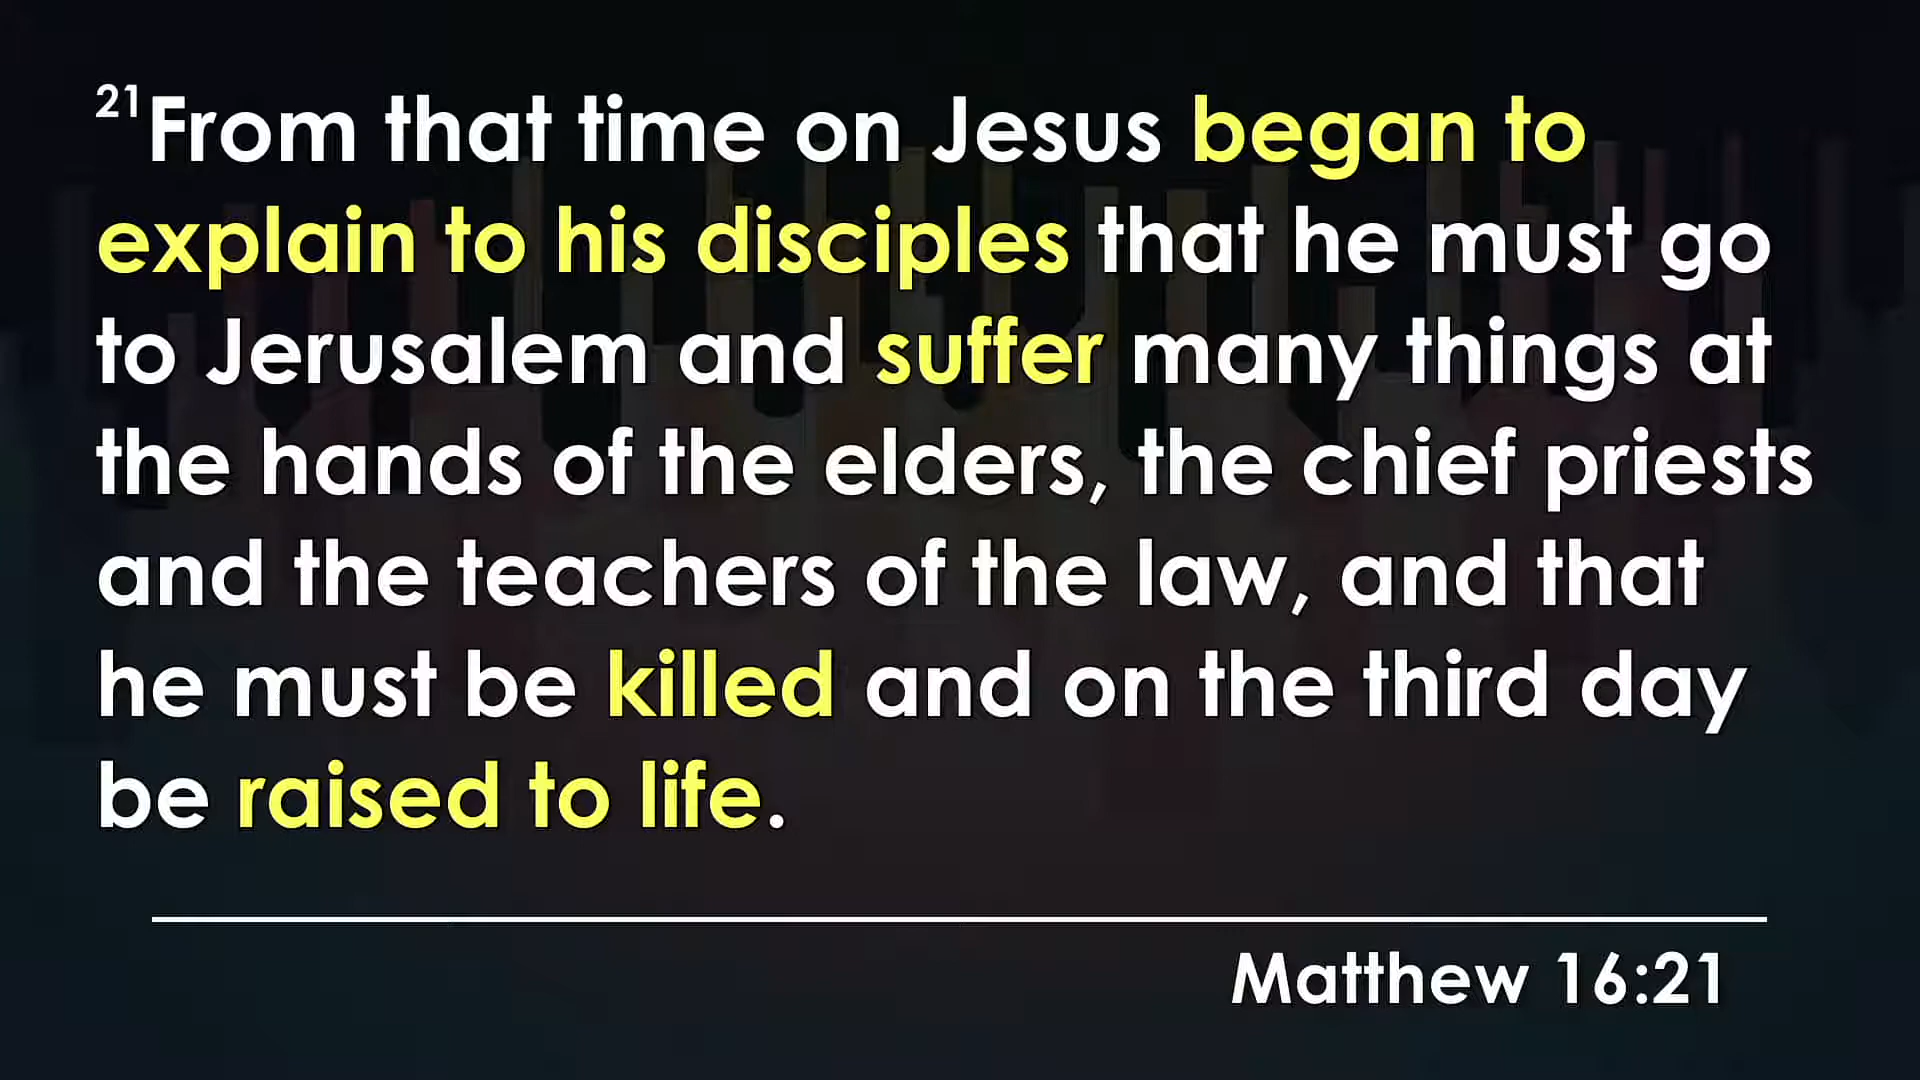 21 From that time on Jesus began to
explain to his disciples that he must go
to Jerusalem and suffer many things at
the hands of the elders, the chief priests
and the teachers of the law, and that
he must be killed and on the third day
be raised to life.
Matthew 16:21